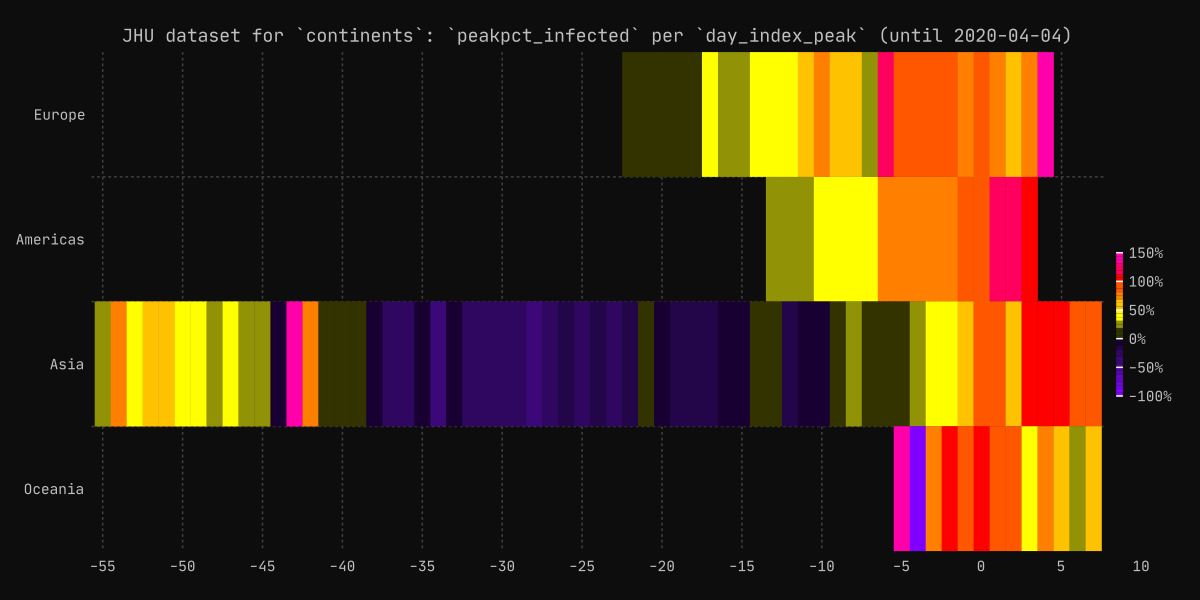 JHU dataset for `continents`: `peakpct_infected` per `day_index_peak` (until 2020-04-04)
Europe
Americas
Asia
Oceania
150%
100%
50%
0%
−50%
−100%
−55 −50 −45 −40 −35 −30 −25 −20 −15 −10 −5 0 5 10